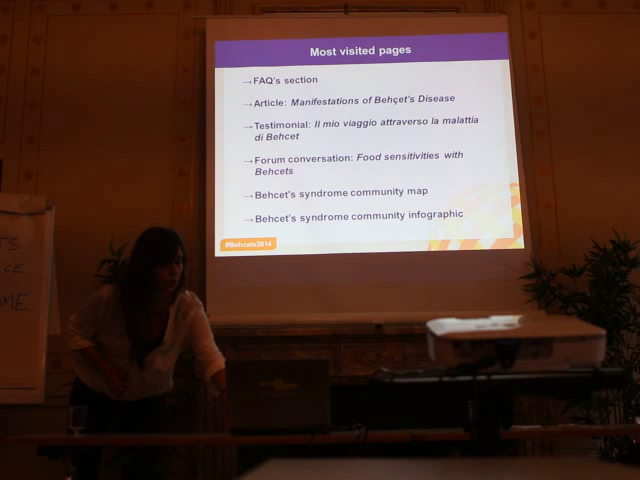 Most visited pages
→FAQ's section
→Article: Manifestations of Behçet's Disease
→Testimonial: Il mio viaggio attraverso la malattia
di Behcet
→Forum conversation: Food sensitivities with
Behcets
→Behcet's syndrome community map
→Behcet's syndrome community infographic
#Behcets2014